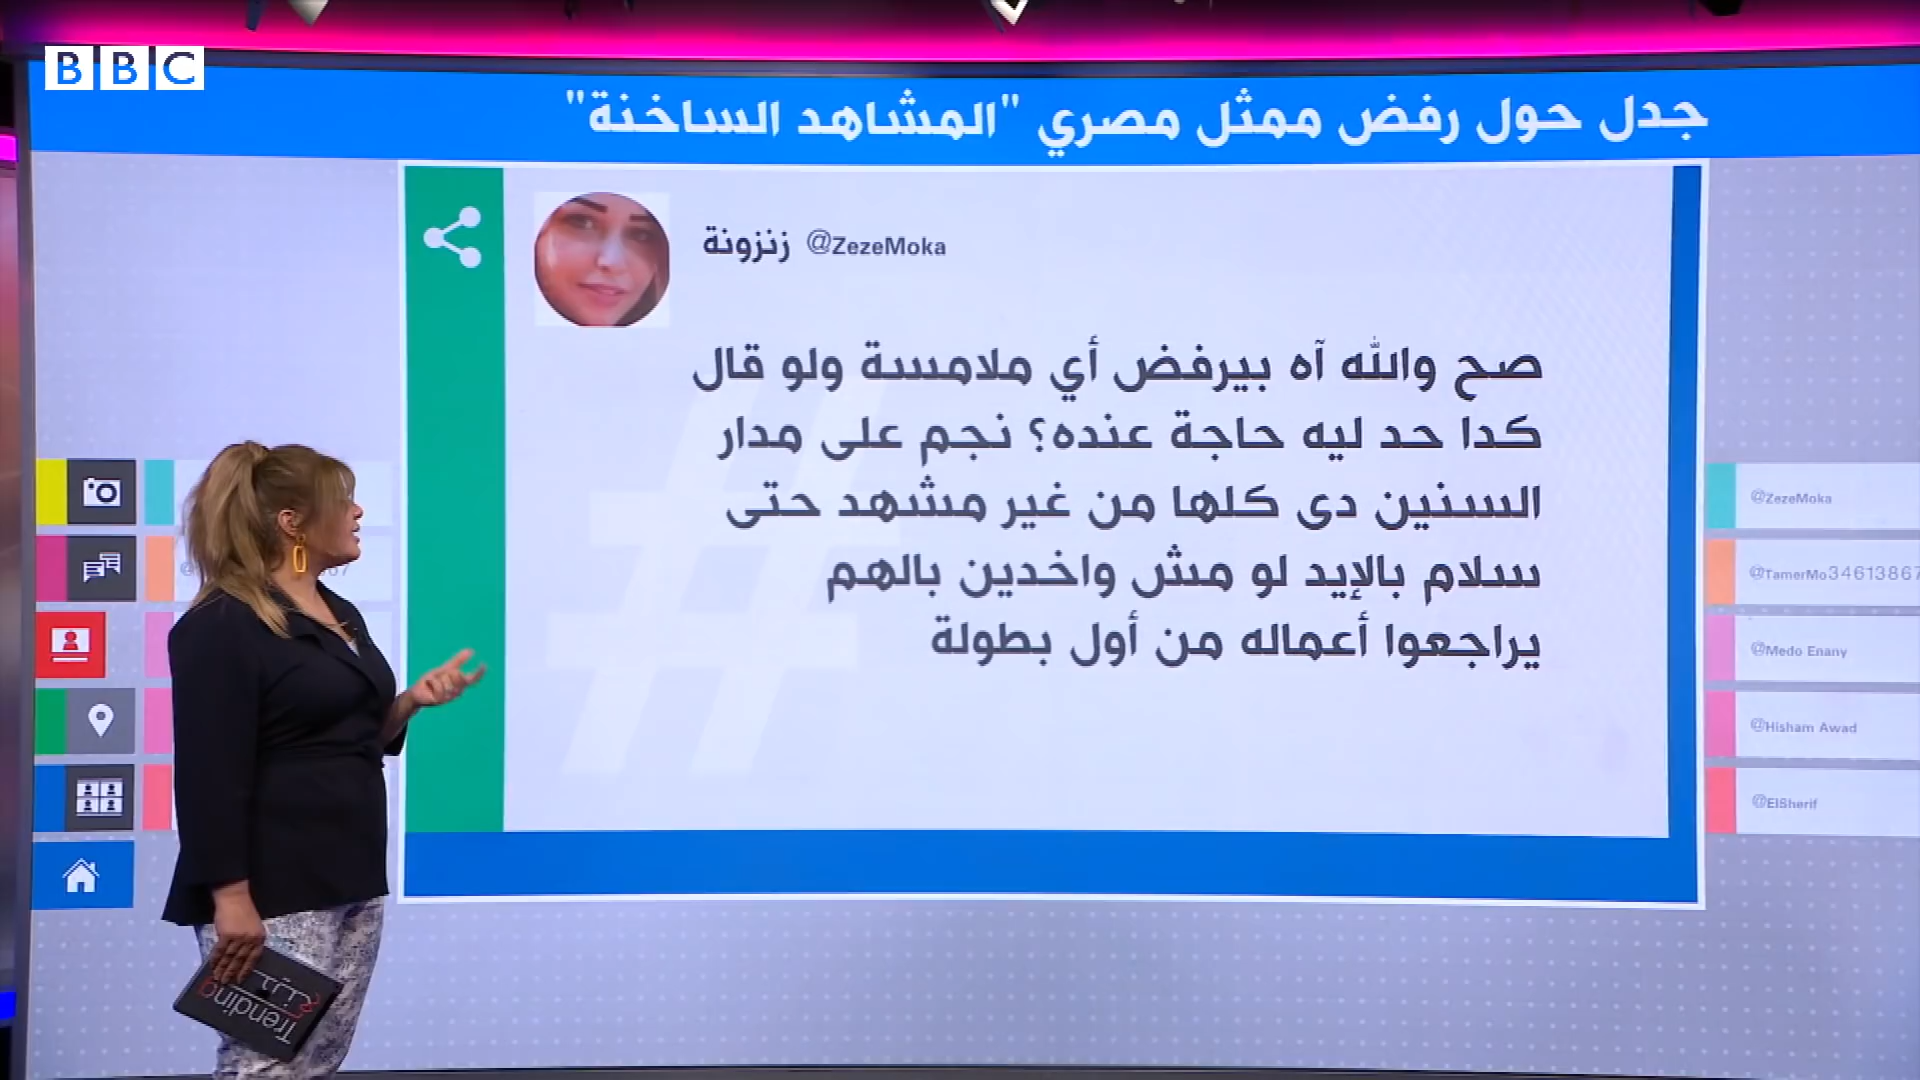 BBC
جدل حول رفض ممثل مصري "المشاهد الساخنة"
زنزونة @ZezeMoka
صح والله آه بيرفض أي ملامسة ولو قال
كدا حد ليه حاجة عنده؟ نجم على مدار
السنين دى كلها من غير مشهد حتى
سلام بالإيد لو مش واخدين بالهم
يراجعوا أعماله من أول بطولة
@ZezeMoka
@TamerMo34613867
@Medo Enany
@Hisham Awad
@ElSherif
Trending